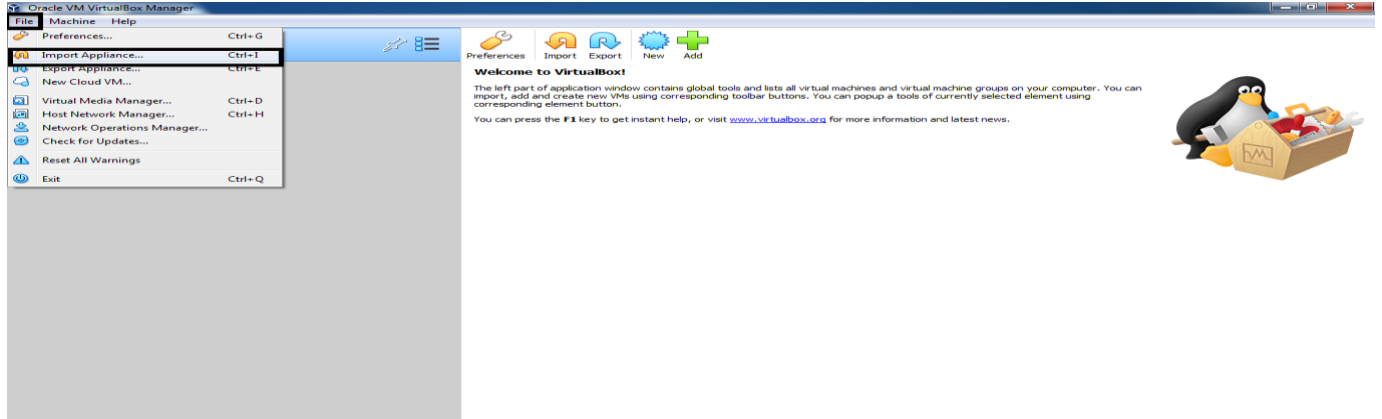 Oracle VM VirtualBox Manager
File Machine Help
Preferences... Ctrl+G
Import Appliance... Ctrl+I
Export Appliance... Ctrl+E
New Cloud VM...
Virtual Media Manager... Ctrl+D
Host Network Manager... Ctrl+H
Network Operations Manager...
Check for Updates...
Reset All Warnings
Exit Ctrl+Q
Preferences Import Export New Add
Welcome to VirtualBox!
The left part of application window contains global tools and lists all virtual machines and virtual machine groups on your computer. You can
import, add and create new VMs using corresponding toolbar buttons. You can popup a tools of currently selected element using
corresponding element button.
You can press the F1 key to get instant help, or visit www.virtualbox.org for more information and latest news.